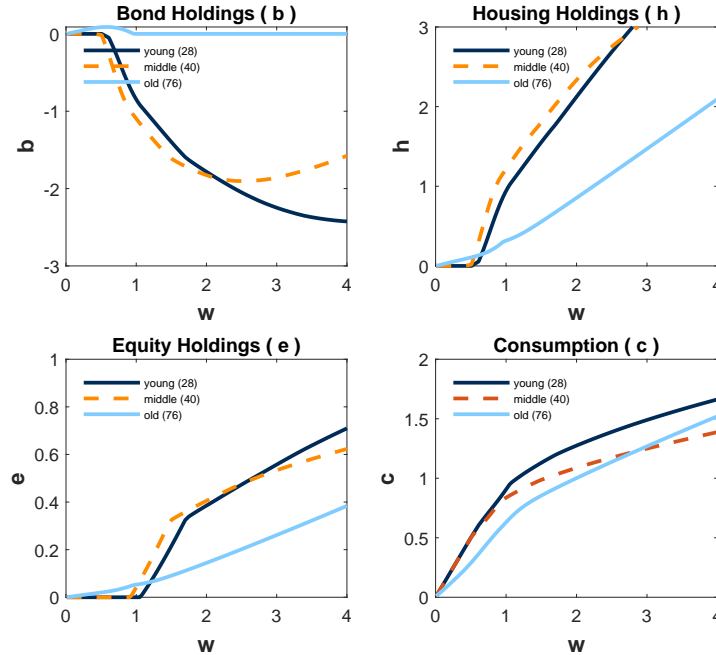 Bond Holdings ( b )
0
-1
-2
-3
b
young (28)
middle (40)
old (76)
0
1
2
3
4
w
Housing Holdings ( h )
3
2
1
0
h
young (28)
middle (40)
old (76)
0
1
2
3
4
w
Equity Holdings ( e )
1
0.8
0.6
0.4
0.2
0
e
young (28)
middle (40)
old (76)
0
1
2
3
4
w
Consumption ( c )
2
1.5
1
0.5
0
c
young (28)
middle (40)
old (76)
0
1
2
3
4
w